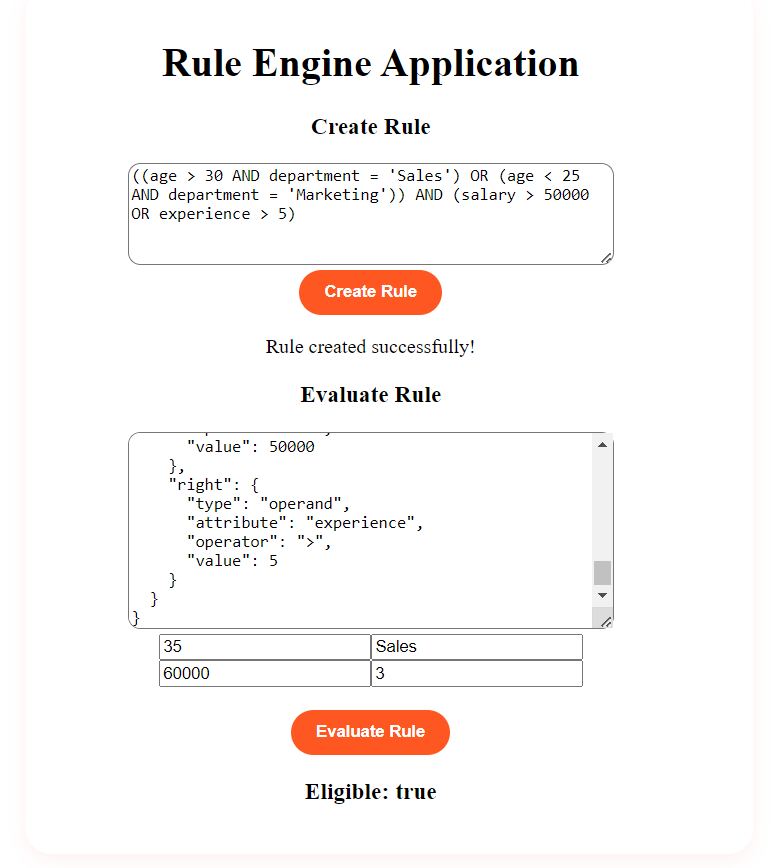 Rule Engine Application
Create Rule
((age > 30 AND department = 'Sales') OR (age < 25
AND department = 'Marketing')) AND (salary > 50000
OR experience > 5)
Create Rule
Rule created successfully!
Evaluate Rule
"value": 50000
},
"right": {
"type": "operand",
"attribute": "experience",
"operator": ">",
"value": 5
}
}
}
35 Sales
60000 3
Evaluate Rule
Eligible: true